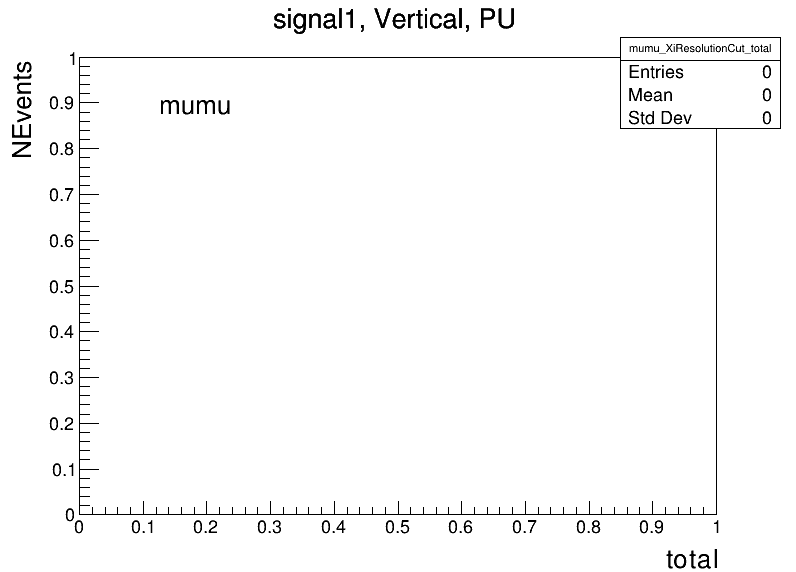 signal1, Vertical, PU
mumu_XiResolutionCut_total
Entries 0
Mean 0
Std Dev 0
NEvents
mumu
1
0.9
0.8
0.7
0.6
0.5
0.4
0.3
0.2
0.1
0
0 0.1 0.2 0.3 0.4 0.5 0.6 0.7 0.8 0.9 1
total